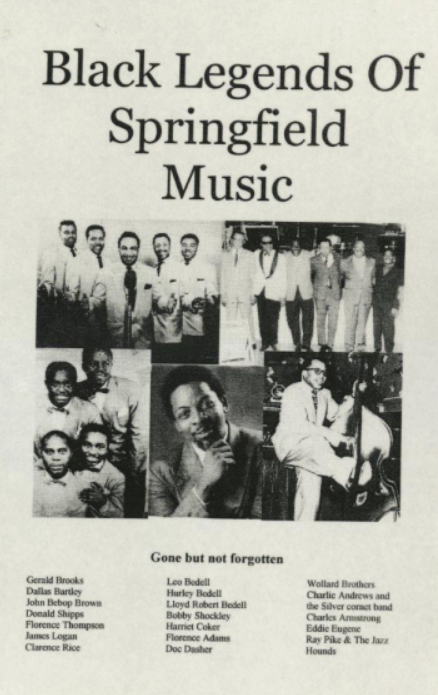 Black Legends Of
Springfield
Music
Gone but not forgotten
Gerald Brooks
Dallas Bartley
John Bebop Brown
Donald Shipps
Florence Thompson
James Logan
Clarence Rice
Leo Bedell
Hurley Bedell
Lloyd Robert Bedell
Bobby Shockley
Harriet Coker
Florence Adams
Doc Dasher
Wollard Brothers
Charlie Andrews and
the Silver cornet band
Charles Armstrong
Eddie Eugene
Ray Pike & The Jazz
Hounds